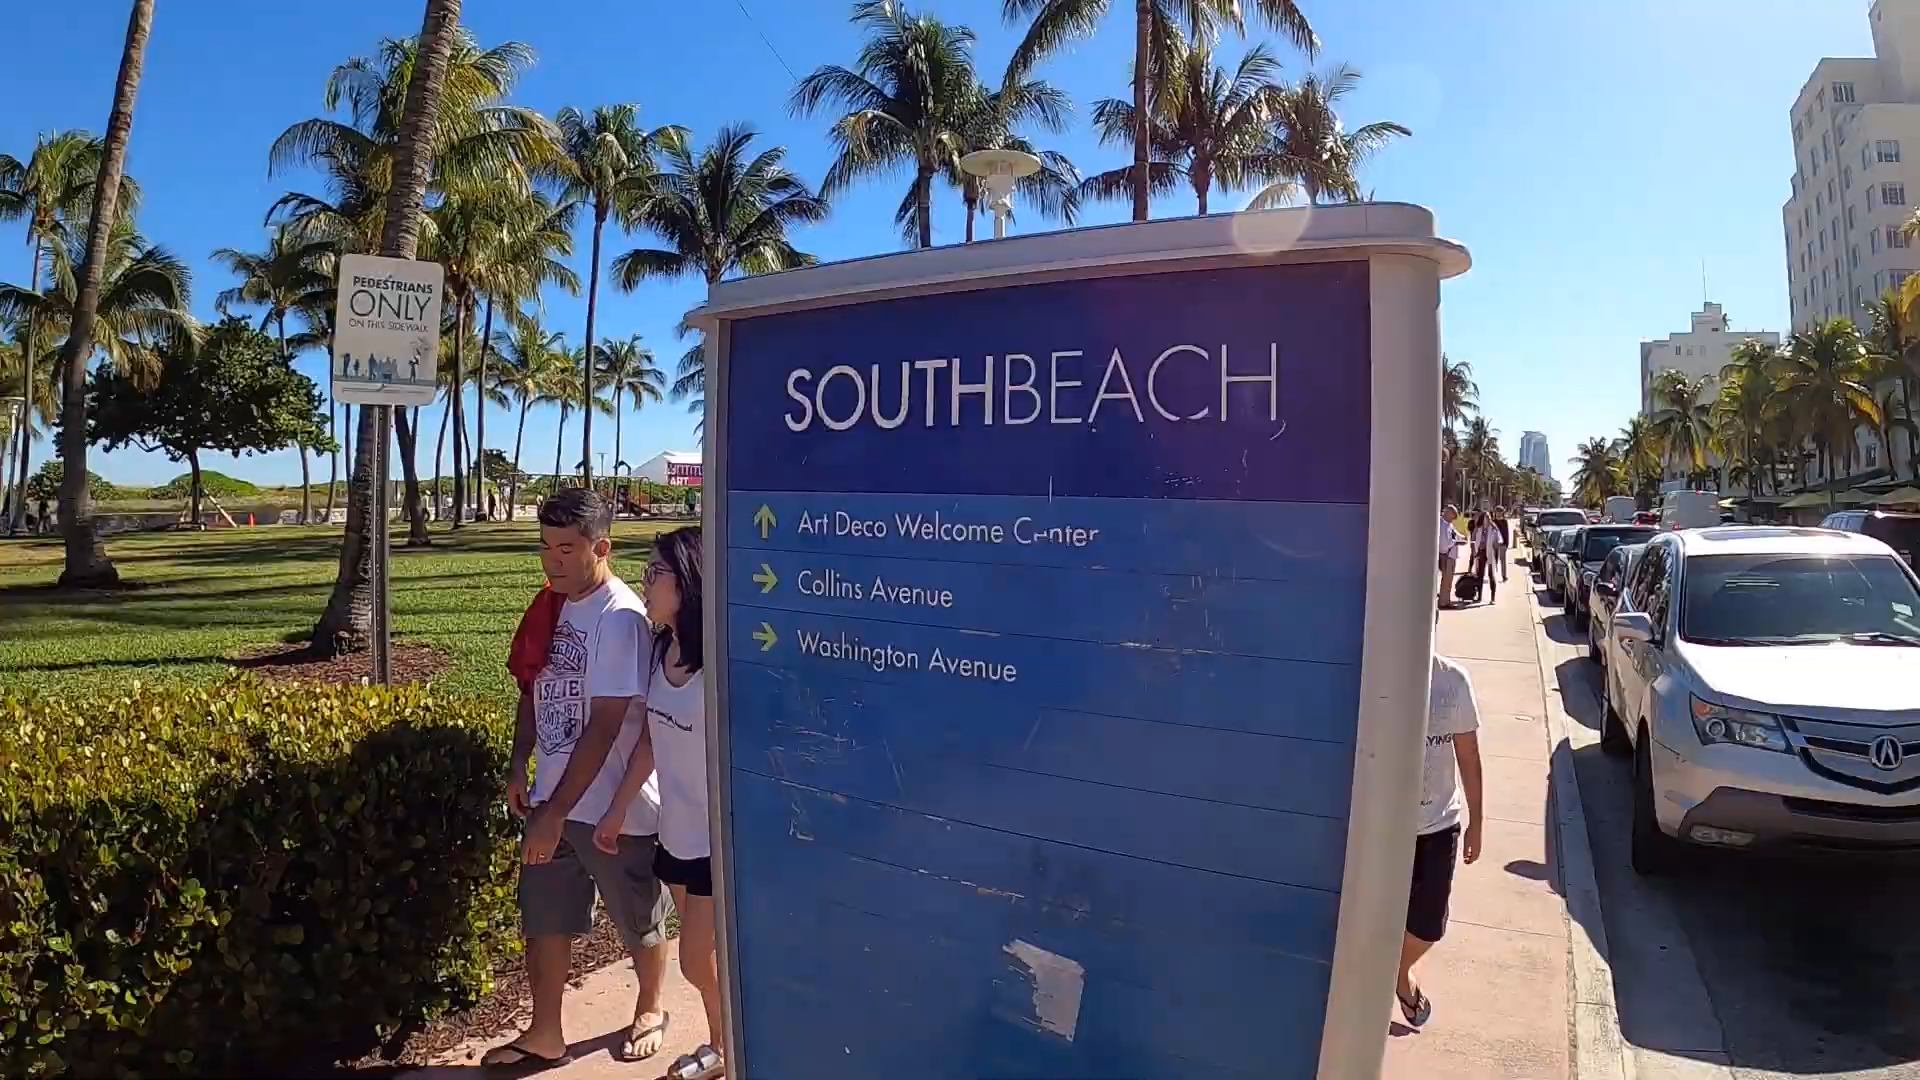 PEDESTRIANS
ONLY
ON THIS SIDEWALK
SOUTHBEACH
Art Deco Welcome Center
Collins Avenue
Washington Avenue
ART